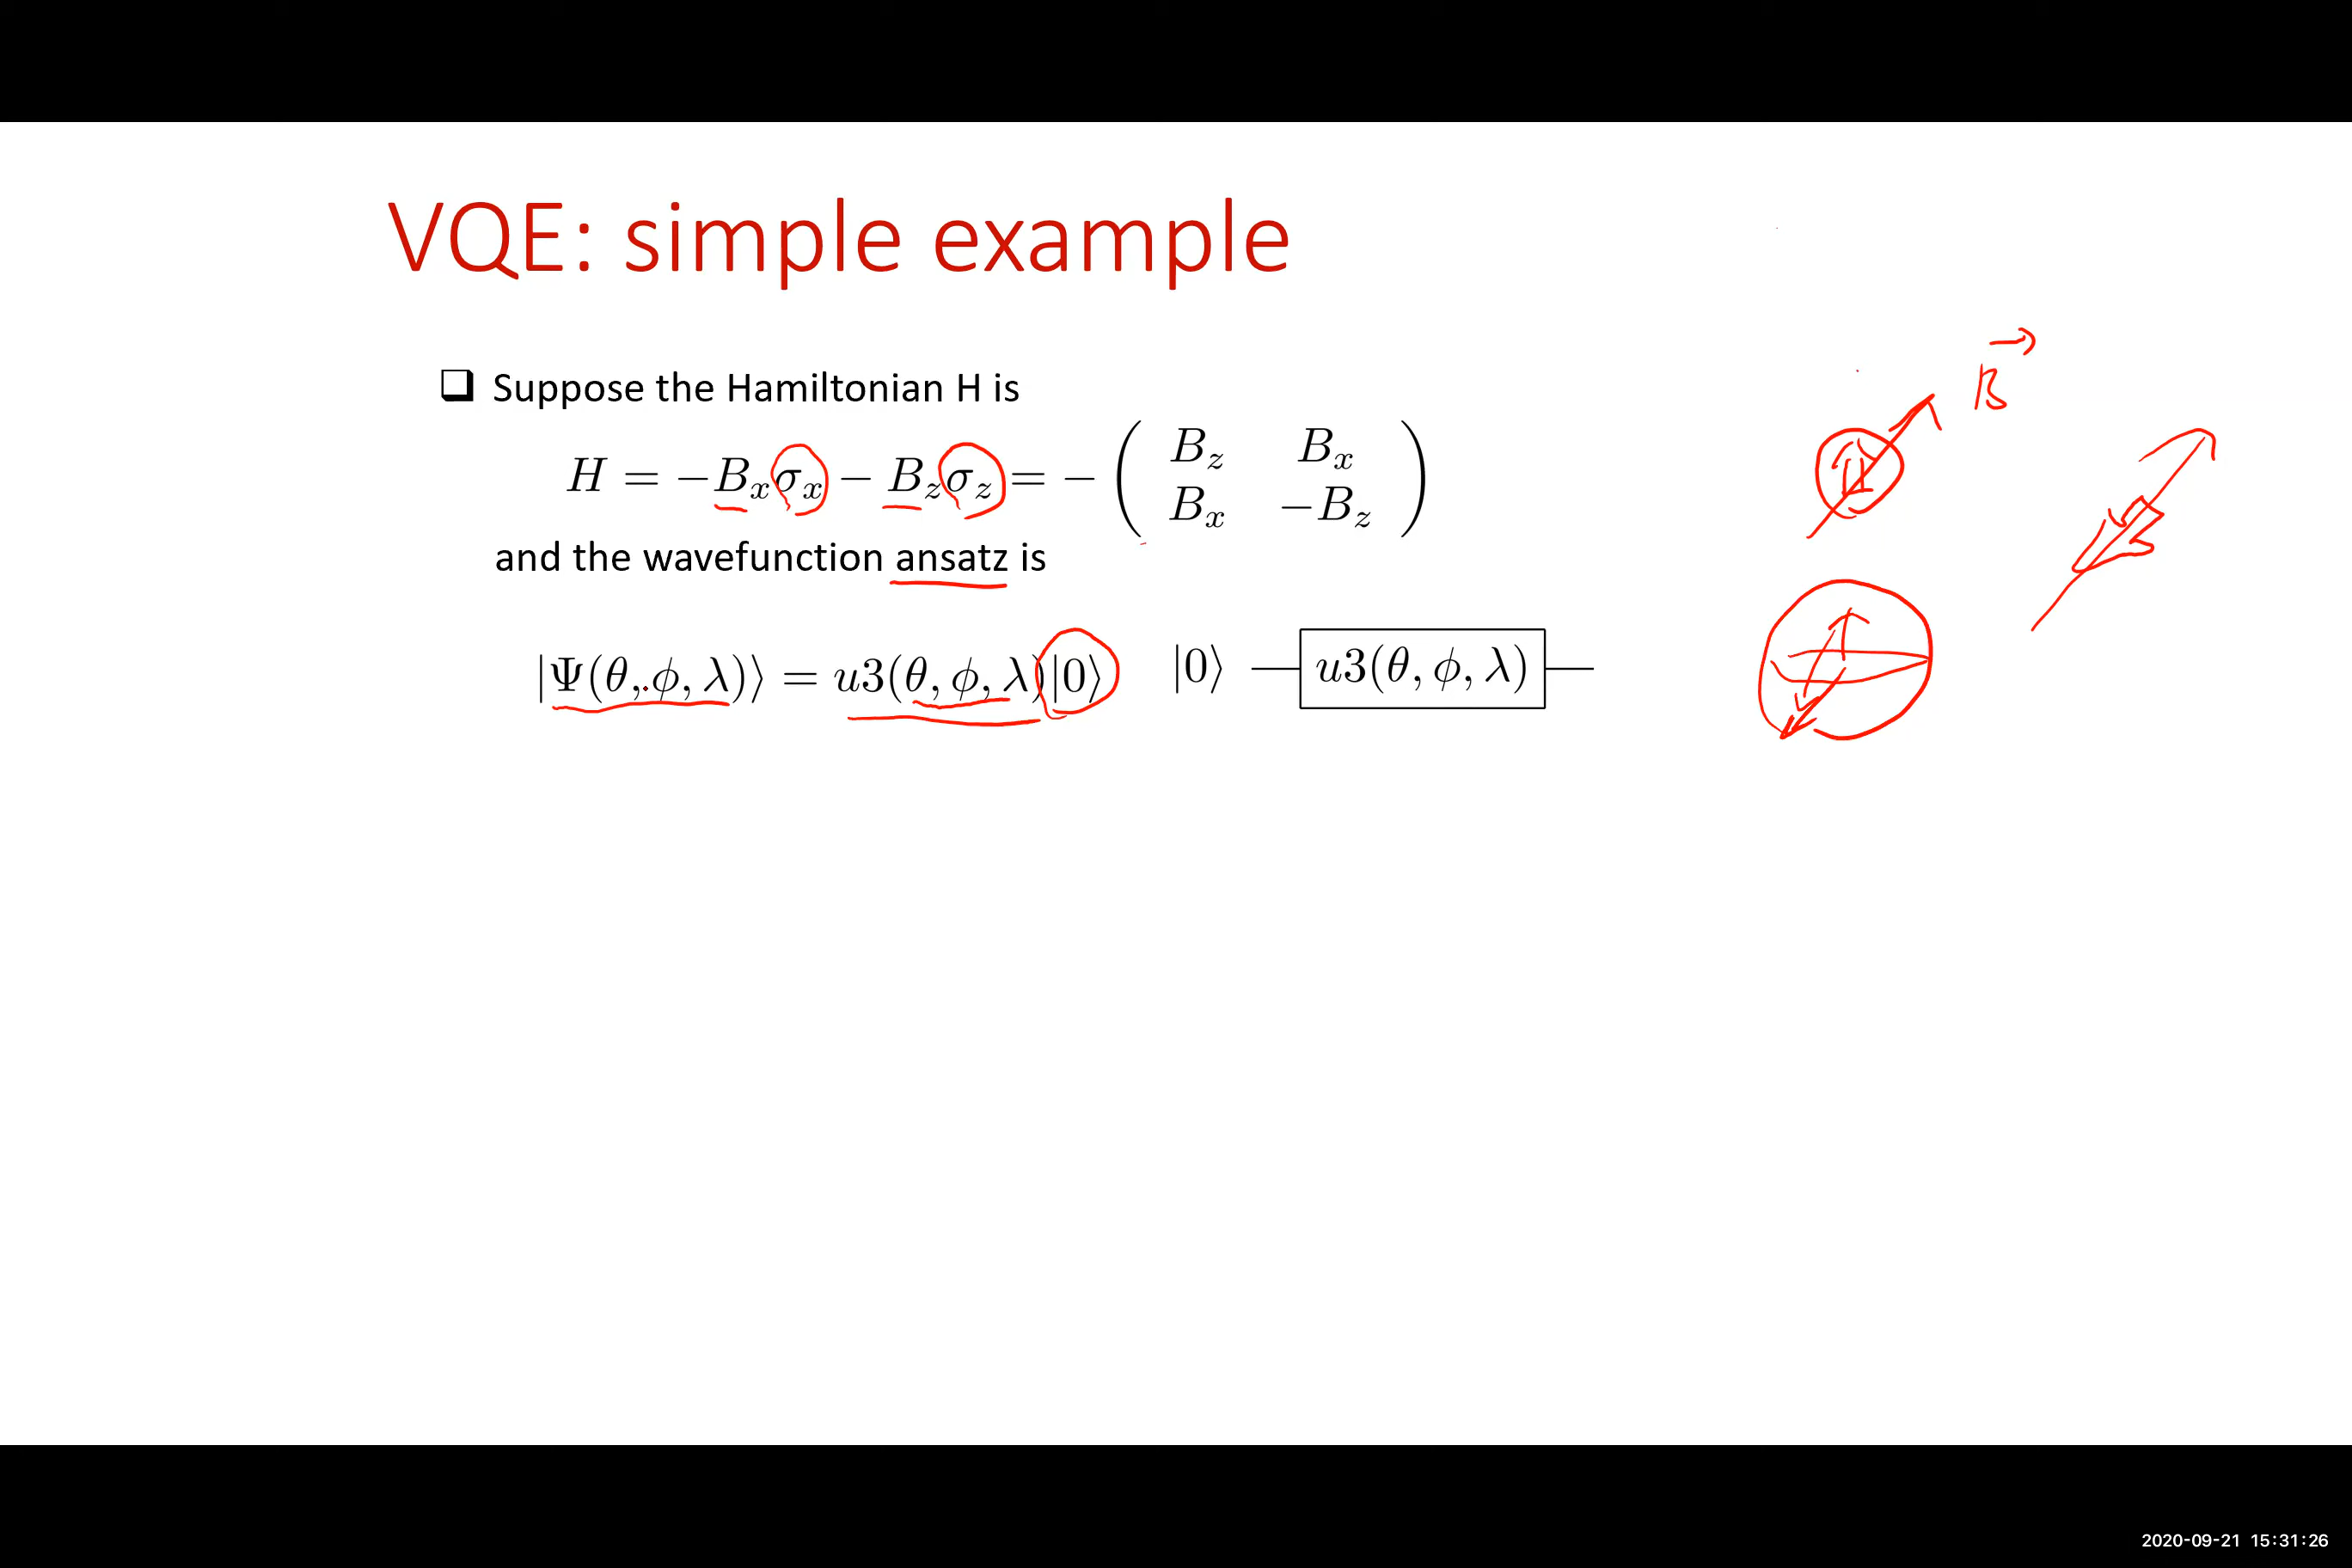 VQE: simple example
❑ Suppose the Hamiltonian H is
H = −B_x σ_x − B_z σ_z = − ( B_z B_x
B_x −B_z )
and the wavefunction ansatz is
|Ψ(θ, ϕ, λ)⟩ = u3(θ, ϕ, λ)|0⟩ |0⟩ u3(θ, ϕ, λ)
B⃗
2020-09-21 15:31:26